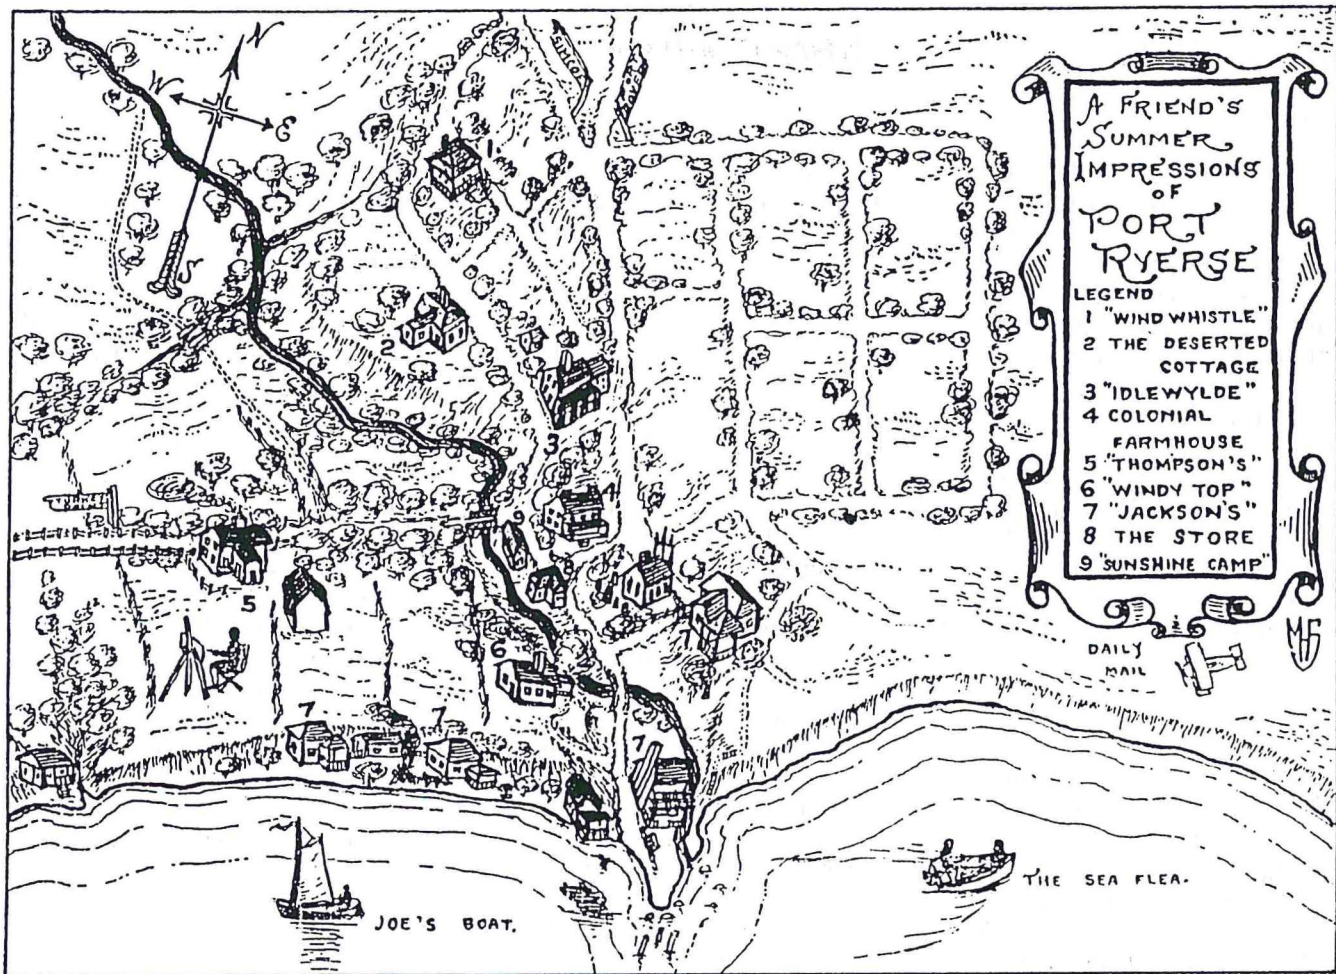 N
W
E
S
SIMCOE
1
2
3
4
9
8
5
6
7
7
7
A FRIEND'S
SUMMER
IMPRESSIONS
OF
PORT
RYERSE
LEGEND
1 "WIND WHISTLE"
2 THE DESERTED
COTTAGE
3 "IDLEWYLDE"
4 COLONIAL
FARMHOUSE
5 "THOMPSON'S"
6 "WINDY TOP"
7 "JACKSON'S"
8 THE STORE
9 "SUNSHINE CAMP"
DAILY
MAIL
JOE'S BOAT.
THE SEA FLEA.